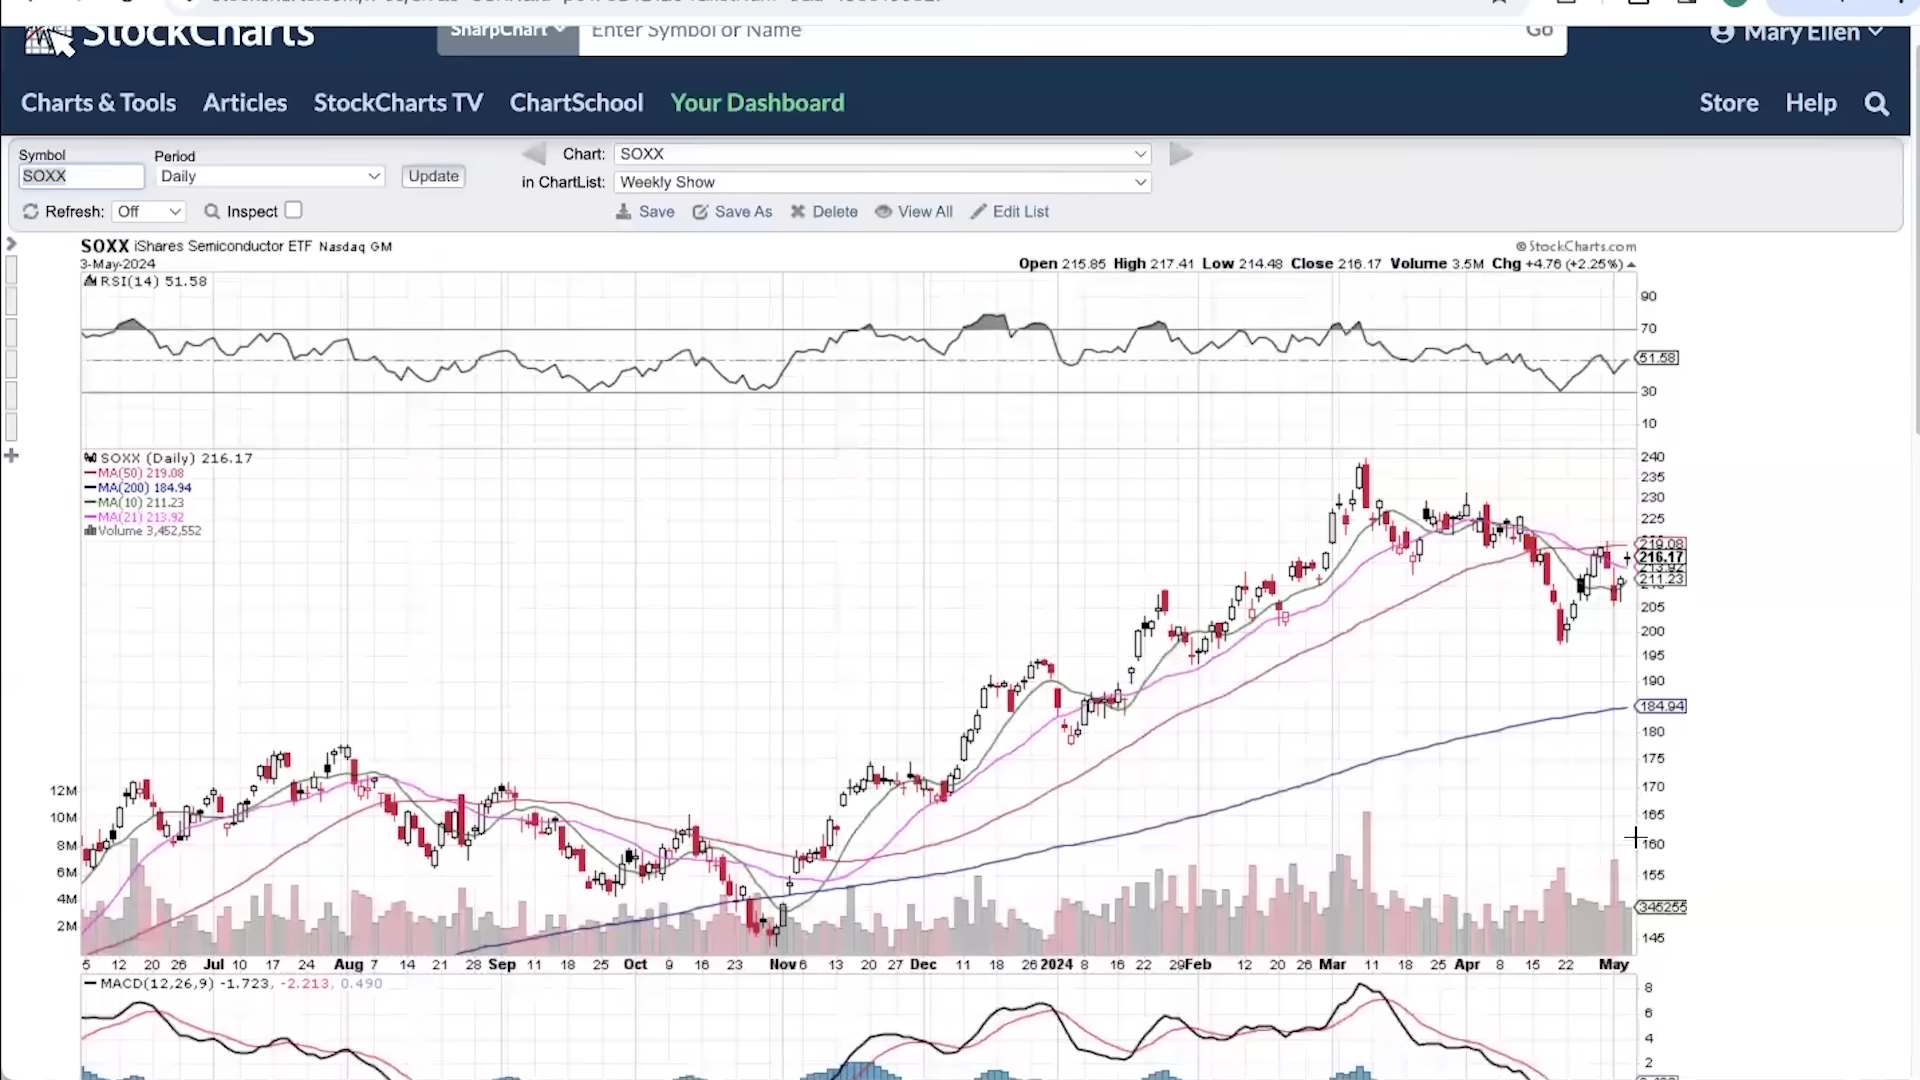 StockCharts
SharpChart
Enter Symbol or Name
Go
Mary Ellen
Charts & Tools
Articles
StockCharts TV
ChartSchool
Your Dashboard
Store
Help
Symbol
Period
Chart:
SOXX
SOXX
Daily
Update
in ChartList:
Weekly Show
Refresh:
Off
Inspect
Save
Save As
Delete
View All
Edit List
SOXX iShares Semiconductor ETF Nasdaq GM
© StockCharts.com
3-May-2024
Open 215.85 High 217.41 Low 214.48 Close 216.17 Volume 3.5M Chg +4.76 (+2.25%)
RSI(14) 51.58
90
70
51.58
30
10
SOXX (Daily) 216.17
MA(50) 219.08
MA(200) 184.94
MA(10) 211.23
MA(21) 213.92
Volume 3,452,552
240
235
230
225
219.08
216.17
213.92
211.23
205
200
195
190
184.94
180
175
170
165
160
155
345255
145
12M
10M
8M
6M
4M
2M
5 12 20 26 Jul 10 17 24 Aug 7 14 21 28 Sep 11 18 25 Oct 9 16 23 Nov 6 13 20 27 Dec 11 18 26 2024 8 16 22 29 Feb 12 20 26 Mar 11 18 25 Apr 8 15 22 May
MACD(12,26,9) -1.723, -2.213, 0.490
8
6
4
2